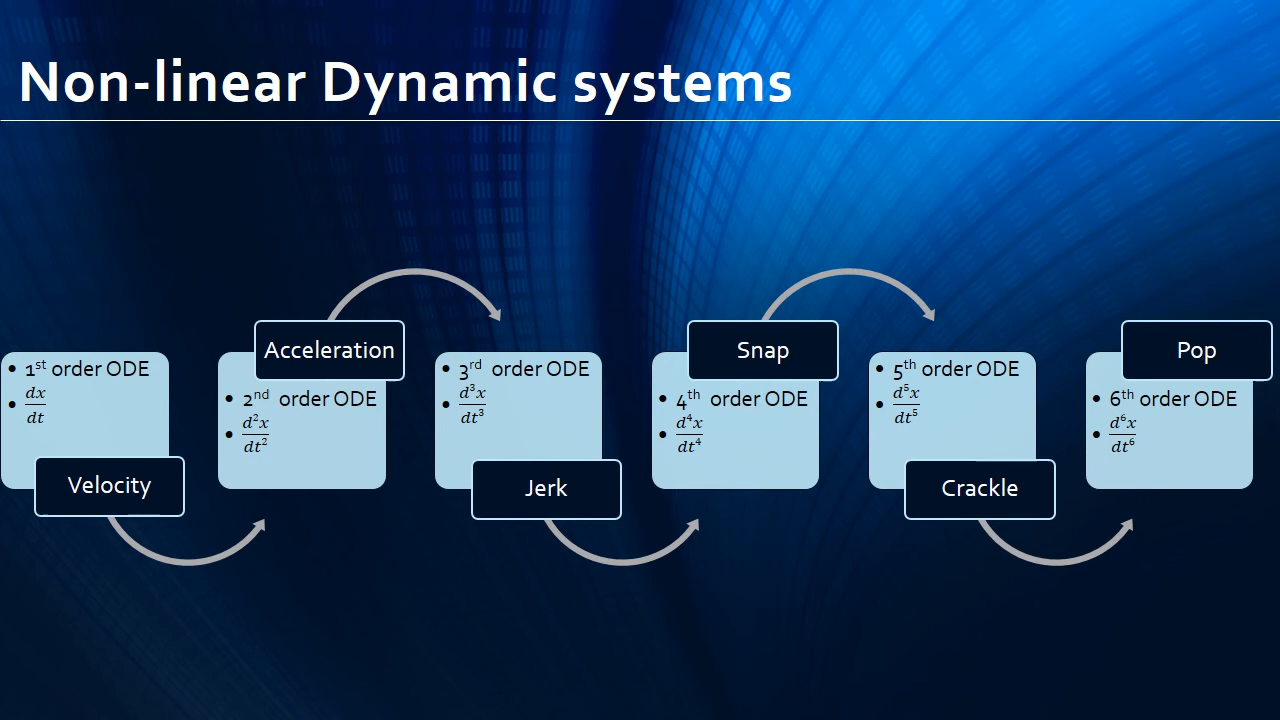 Non-linear Dynamic systems
• 1st order ODE
• dx/dt
Velocity
Acceleration
• 2nd order ODE
• d²x/dt²
• 3rd order ODE
• d³x/dt³
Jerk
Snap
• 4th order ODE
• d⁴x/dt⁴
• 5th order ODE
• d⁵x/dt⁵
Crackle
Pop
• 6th order ODE
• d⁶x/dt⁶